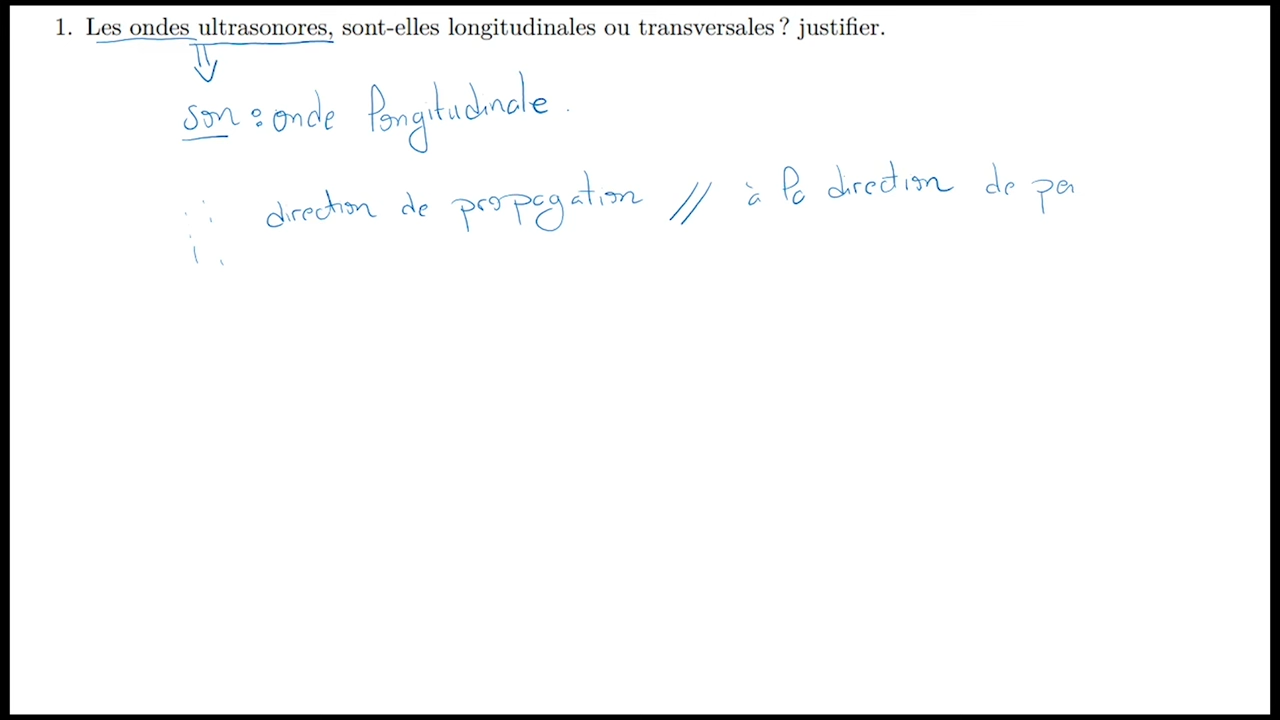 1. Les ondes ultrasonores, sont-elles longitudinales ou transversales ? justifier.
son : onde longitudinale.
direction de propagation // à la direction de per